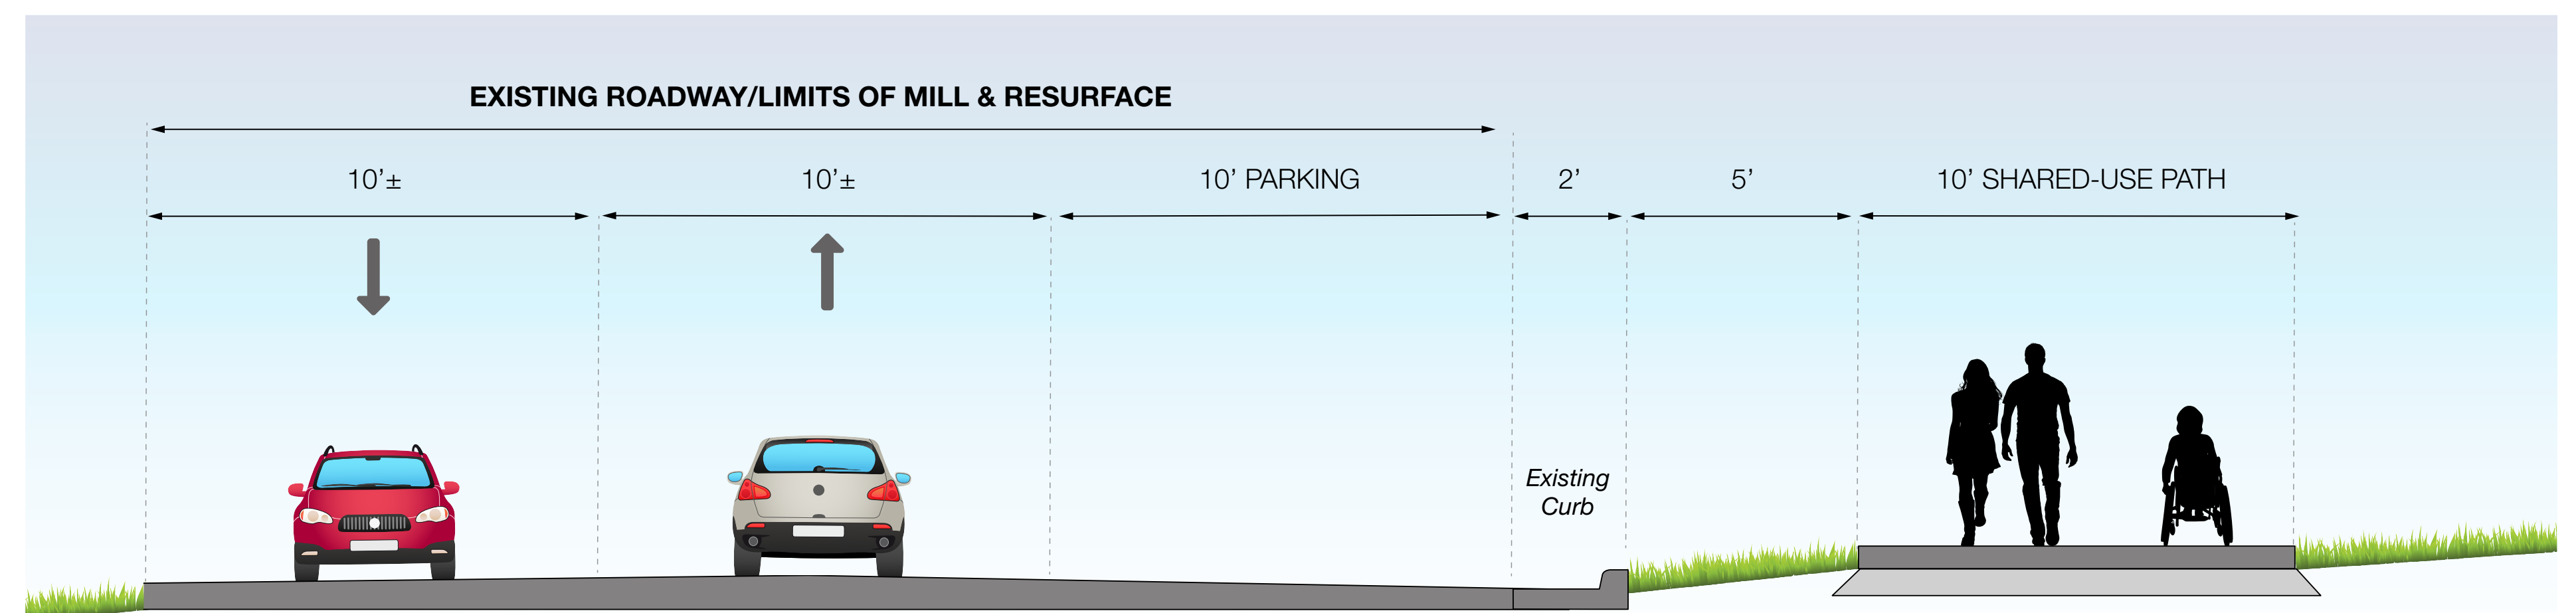 EXISTING ROADWAY/LIMITS OF MILL & RESURFACE
10’±
10’±
10’ PARKING
2’
5’
10’ SHARED-USE PATH
Existing
Curb